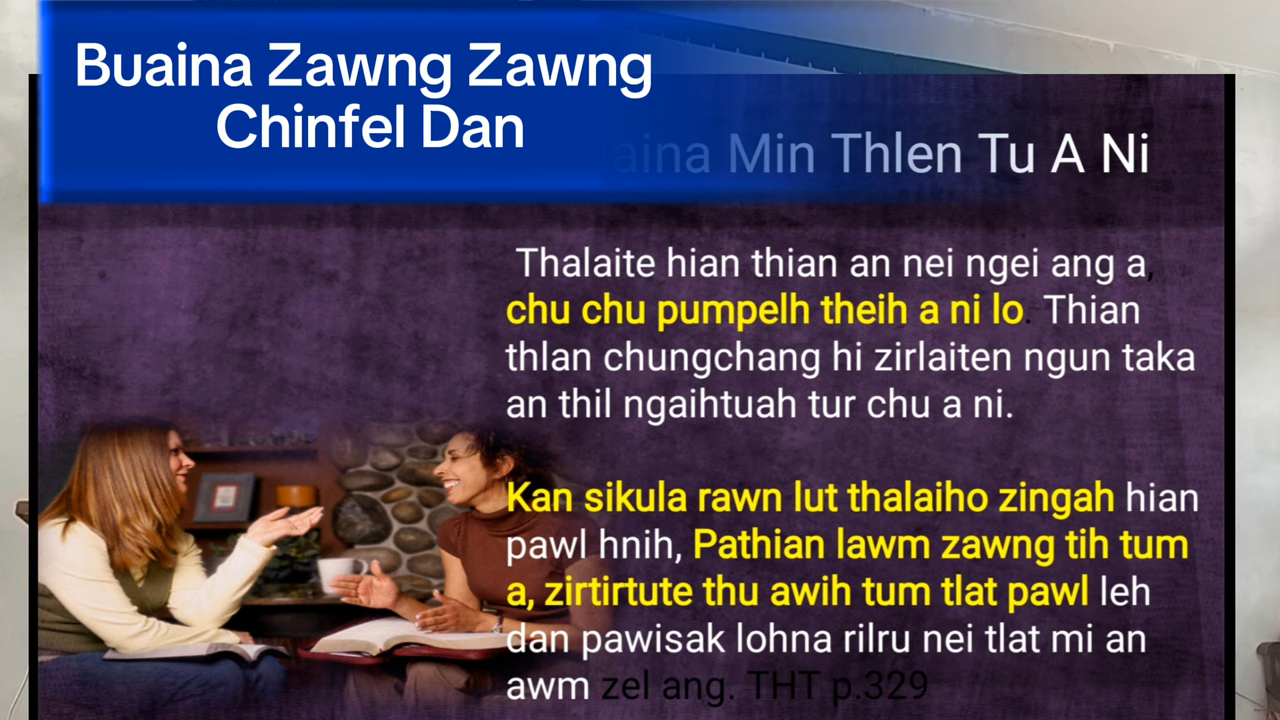 Buaina Zawng Zawng
Chinfel Dan
aina Min Thlen Tu A Ni
Thalaite hian thian an nei ngei ang a,
chu chu pumpelh theih a ni lo. Thian
thlan chungchang hi zirlaiten ngun taka
an thil ngaihtuah tur chu a ni.
Kan sikula rawn lut thalaiho zingah hian
pawl hnih, Pathian lawm zawng tih tum
a, zirtirtute thu awih tum tlat pawl leh
dan pawisak lohna rilru nei tlat mi an
awm zel ang. THT p.329